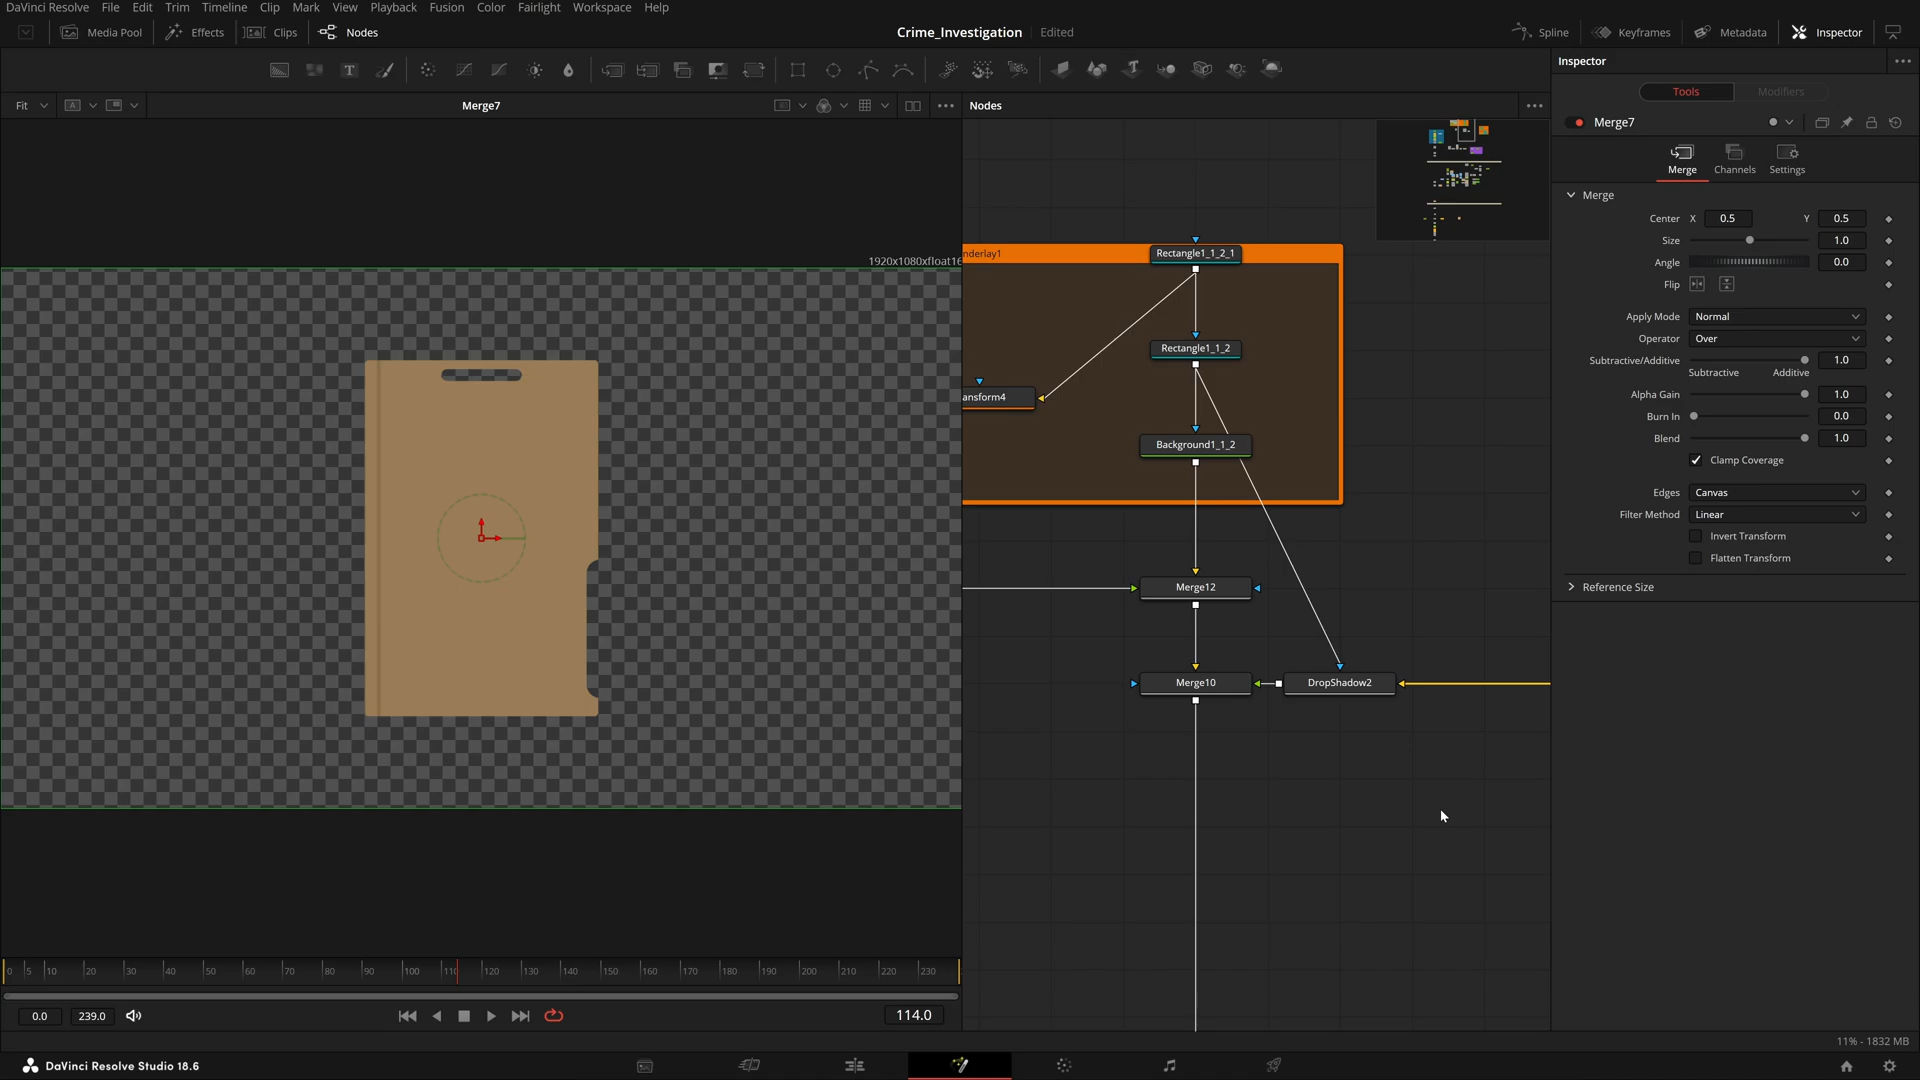 DaVinci Resolve File Edit Trim Timeline Clip Mark View Playback Fusion Color Fairlight Workspace Help
Media Pool Effects Clips Nodes Crime_Investigation Edited Spline Keyframes Metadata Inspector
Inspector
Fit A Merge7 Nodes
Tools Modifiers
Merge7
Merge Channels Settings
Merge
Center X 0.5 Y 0.5
Size 1.0
Angle 0.0
Flip
Apply Mode Normal
Operator Over
Subtractive/Additive 1.0
Subtractive Additive
Alpha Gain 1.0
Burn In 0.0
Blend 1.0
Clamp Coverage
Edges Canvas
Filter Method Linear
Invert Transform
Flatten Transform
Reference Size
1920x1080xfloat16
nderlay1
Rectangle1_1_2_1
Rectangle1_1_2
ansform4
Background1_1_2
Merge12
Merge10 DropShadow2
0 5 10 20 30 40 50 60 70 80 90 100 110 120 130 140 150 160 170 180 190 200 210 220 230
0.0 239.0 114.0
11% - 1832 MB
DaVinci Resolve Studio 18.6